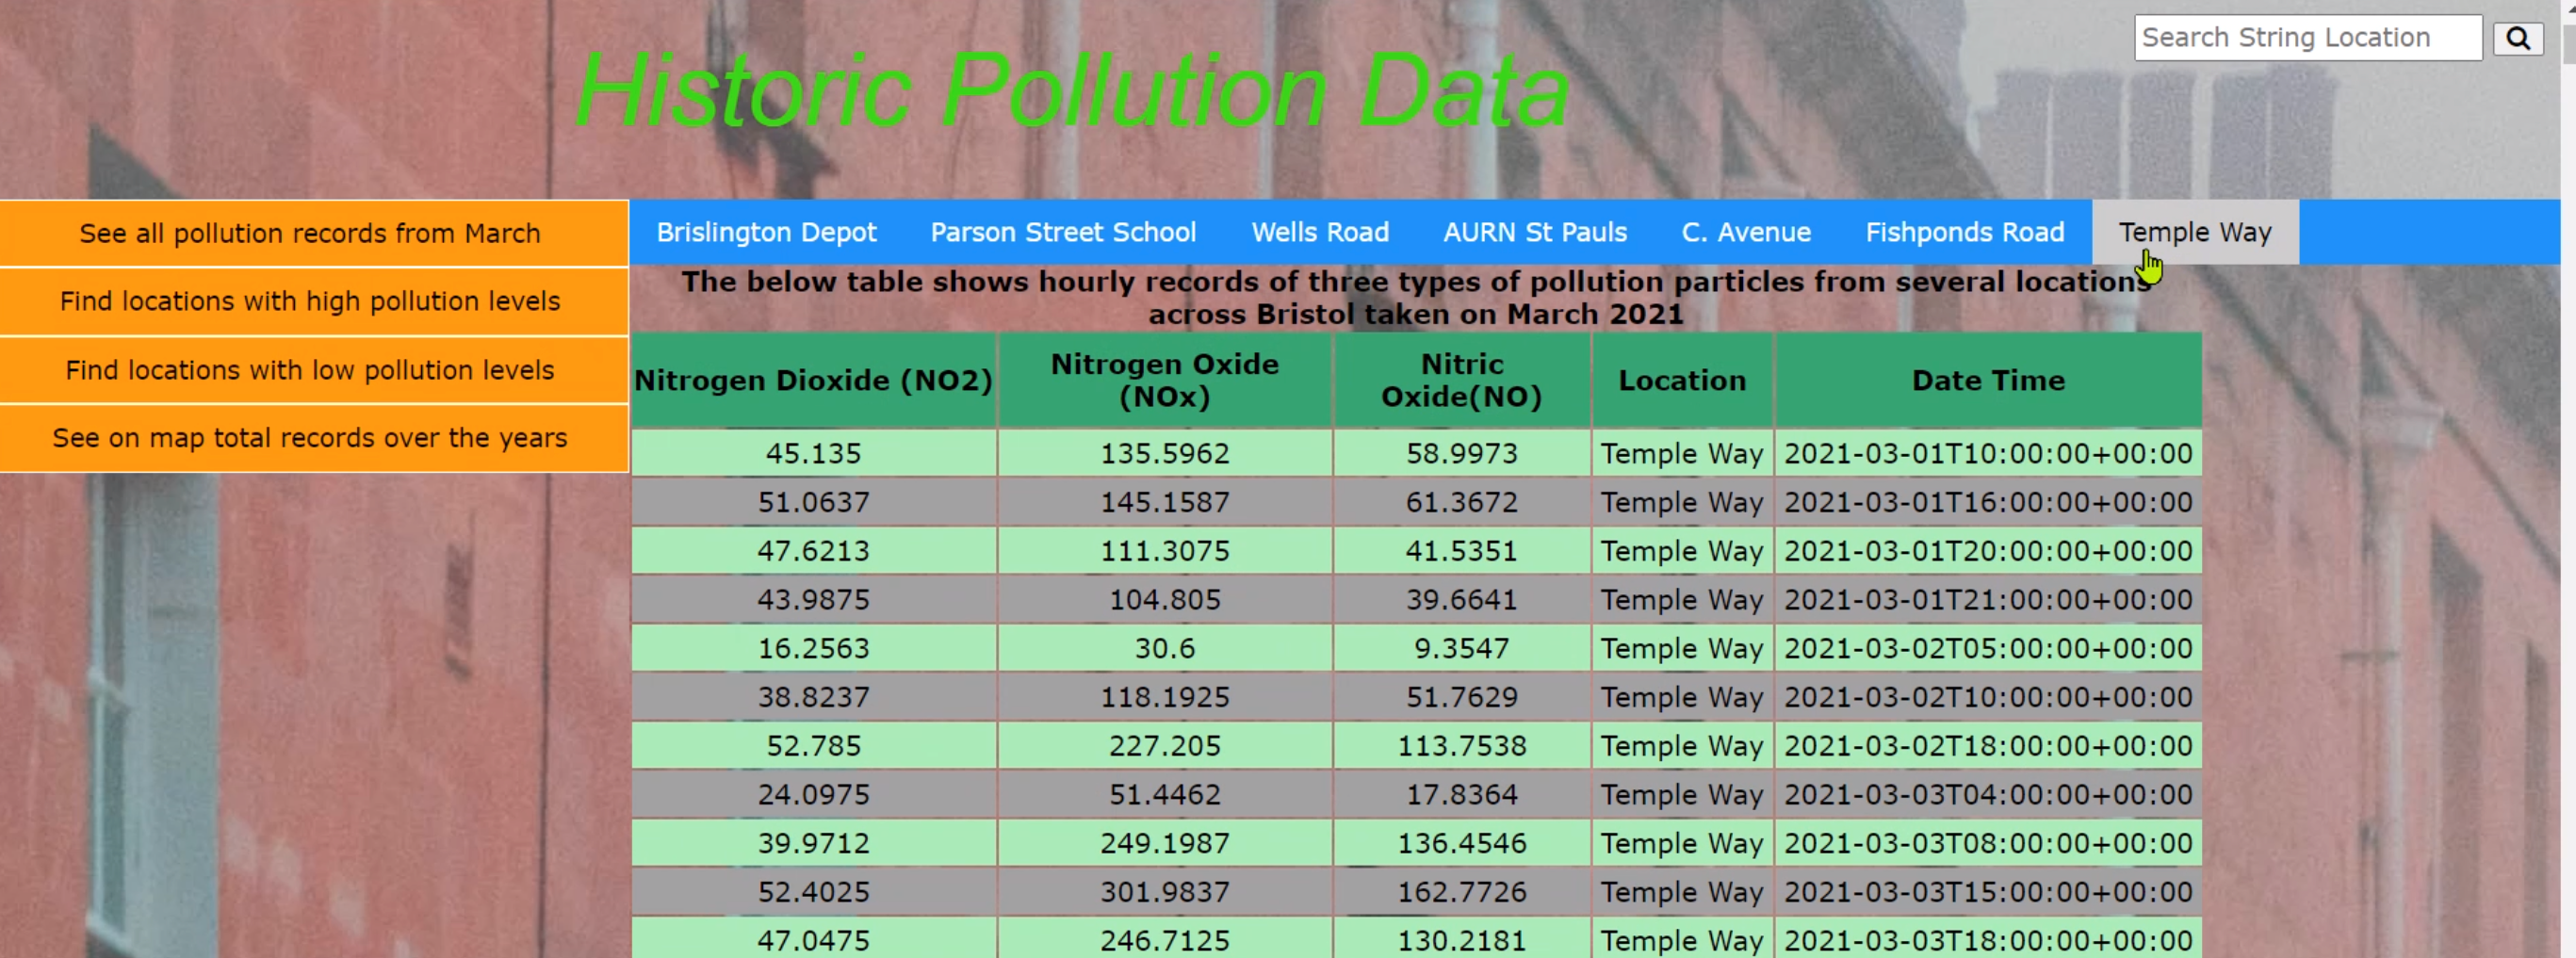 Search String Location
Historic Pollution Data
See all pollution records from March
Find locations with high pollution levels
Find locations with low pollution levels
See on map total records over the years
Brislington Depot Parson Street School Wells Road AURN St Pauls C. Avenue Fishponds Road Temple Way
The below table shows hourly records of three types of pollution particles from several locations
across Bristol taken on March 2021
Nitrogen Dioxide (NO2) Nitrogen Oxide (NOx) Nitric Oxide(NO) Location Date Time
45.135 135.5962 58.9973 Temple Way 2021-03-01T10:00:00+00:00
51.0637 145.1587 61.3672 Temple Way 2021-03-01T16:00:00+00:00
47.6213 111.3075 41.5351 Temple Way 2021-03-01T20:00:00+00:00
43.9875 104.805 39.6641 Temple Way 2021-03-01T21:00:00+00:00
16.2563 30.6 9.3547 Temple Way 2021-03-02T05:00:00+00:00
38.8237 118.1925 51.7629 Temple Way 2021-03-02T10:00:00+00:00
52.785 227.205 113.7538 Temple Way 2021-03-02T18:00:00+00:00
24.0975 51.4462 17.8364 Temple Way 2021-03-03T04:00:00+00:00
39.9712 249.1987 136.4546 Temple Way 2021-03-03T08:00:00+00:00
52.4025 301.9837 162.7726 Temple Way 2021-03-03T15:00:00+00:00
47.0475 246.7125 130.2181 Temple Way 2021-03-03T18:00:00+00:00